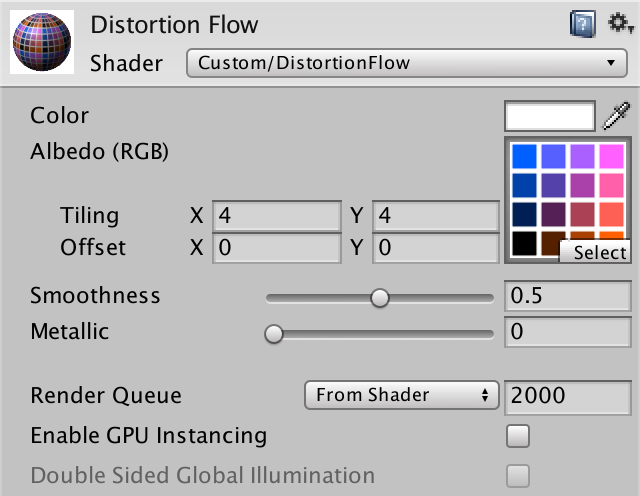 Distortion Flow
Shader Custom/DistortionFlow
Color
Albedo (RGB)
Tiling X 4 Y 4
Offset X 0 Y 0
Select
Smoothness 0.5
Metallic 0
Render Queue From Shader 2000
Enable GPU Instancing
Double Sided Global Illumination